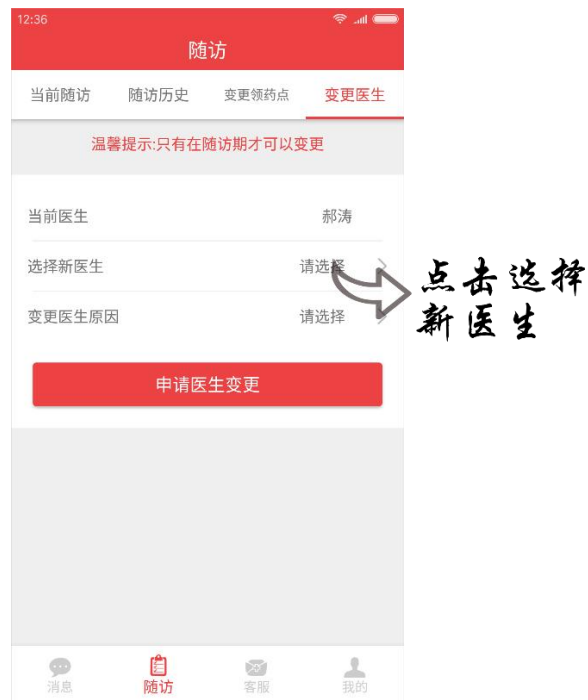 12:36
随访
当前随访 随访历史 变更领药点 变更医生
温馨提示:只有在随访期才可以变更
当前医生 郝涛
选择新医生 请选择
变更医生原因 请选择
申请医生变更
消息 随访 客服 我的
点击选择
新医生